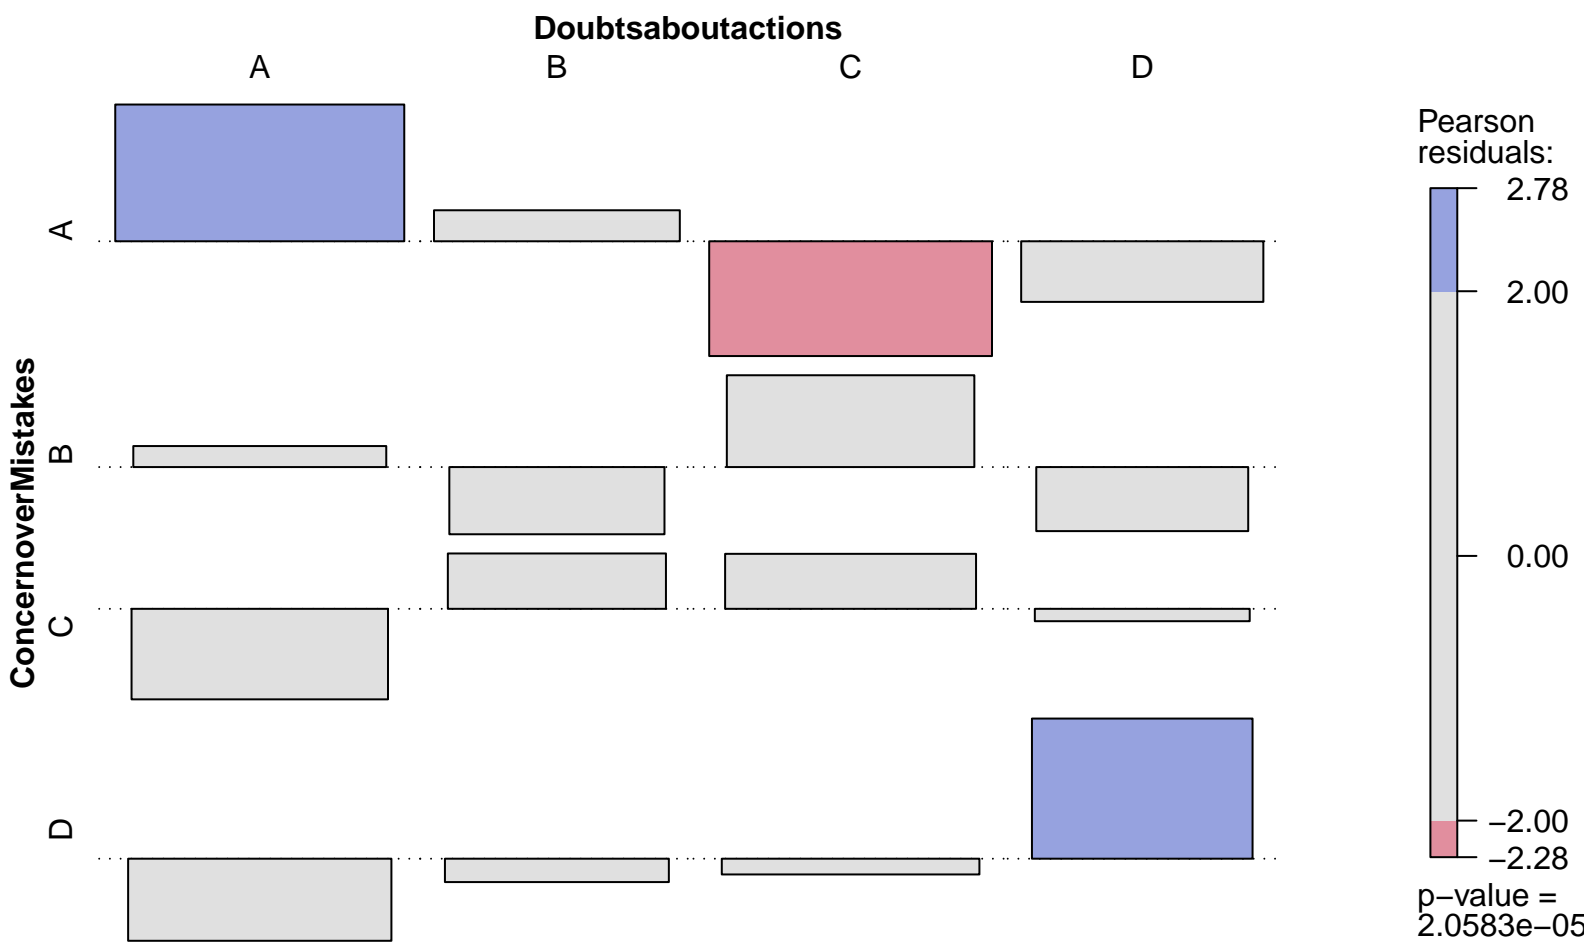 Doubtsaboutactions
A B C D
ConcernoverMistakes
A
B
C
D
Pearson
residuals:
2.78
2.00
0.00
−2.00
−2.28
p−value =
2.0583e−05